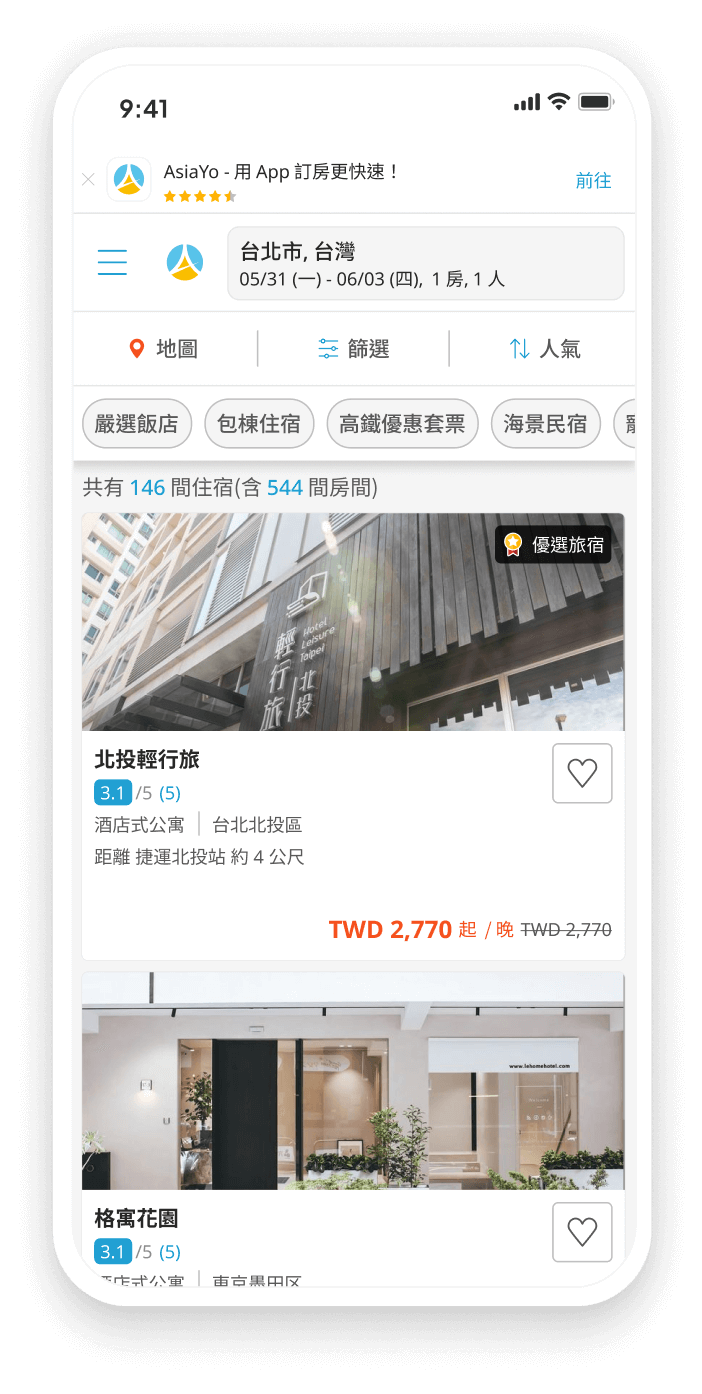 9:41
AsiaYo - 用 App 訂房更快速！
前往
台北市, 台灣
05/31 (一) - 06/03 (四), 1 房, 1 人
地圖
篩選
人氣
嚴選飯店
包棟住宿
高鐵優惠套票
海景民宿
共有 146 間住宿(含 544 間房間)
優選旅宿
輕行旅
北投
Hotel
Leisure
Taipei
北投輕行旅
3.1 /5 (5)
酒店式公寓
台北北投區
距離 捷運北投站 約 4 公尺
TWD 2,770 起 / 晚 TWD 2,770
www.lehomehotel.com
格寓花園
3.1 /5 (5)
酒店式公寓
東京墨田区